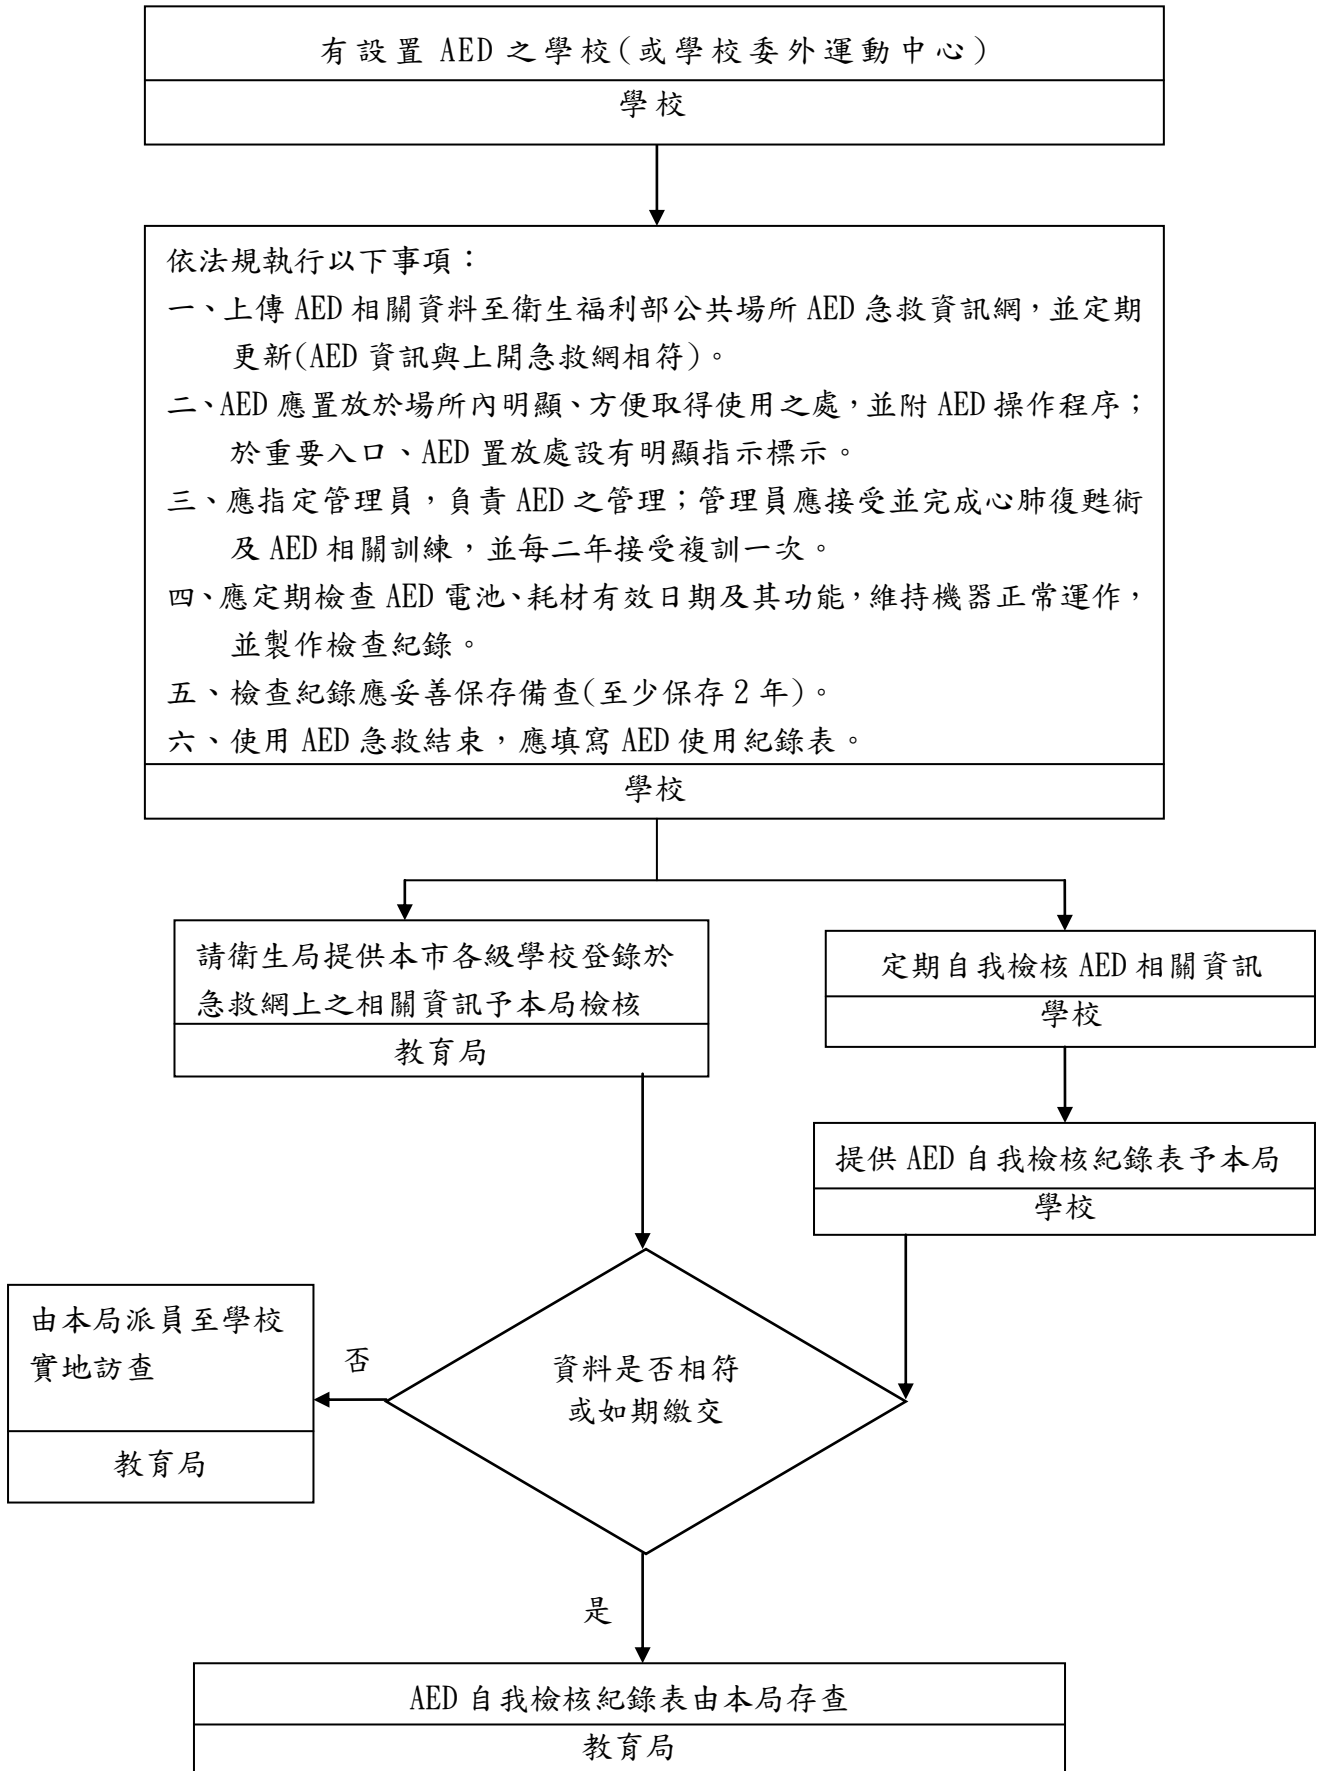 有設置 AED 之學校(或學校委外運動中心)
學校
依法規執行以下事項：
一、上傳 AED 相關資料至衛生福利部公共場所 AED 急救資訊網，並定期
更新(AED 資訊與上開急救網相符)。
二、AED 應置放於場所內明顯、方便取得使用之處，並附 AED 操作程序；
於重要入口、AED 置放處設有明顯指示標示。
三、應指定管理員，負責 AED 之管理；管理員應接受並完成心肺復甦術
及 AED 相關訓練，並每二年接受複訓一次。
四、應定期檢查 AED 電池、耗材有效日期及其功能，維持機器正常運作，
並製作檢查紀錄。
五、檢查紀錄應妥善保存備查(至少保存 2 年)。
六、使用 AED 急救結束，應填寫 AED 使用紀錄表。
學校
請衛生局提供本市各級學校登錄於
急救網上之相關資訊予本局檢核
教育局
定期自我檢核 AED 相關資訊
學校
提供 AED 自我檢核紀錄表予本局
學校
資料是否相符
或如期繳交
否
由本局派員至學校
實地訪查
教育局
是
AED 自我檢核紀錄表由本局存查
教育局